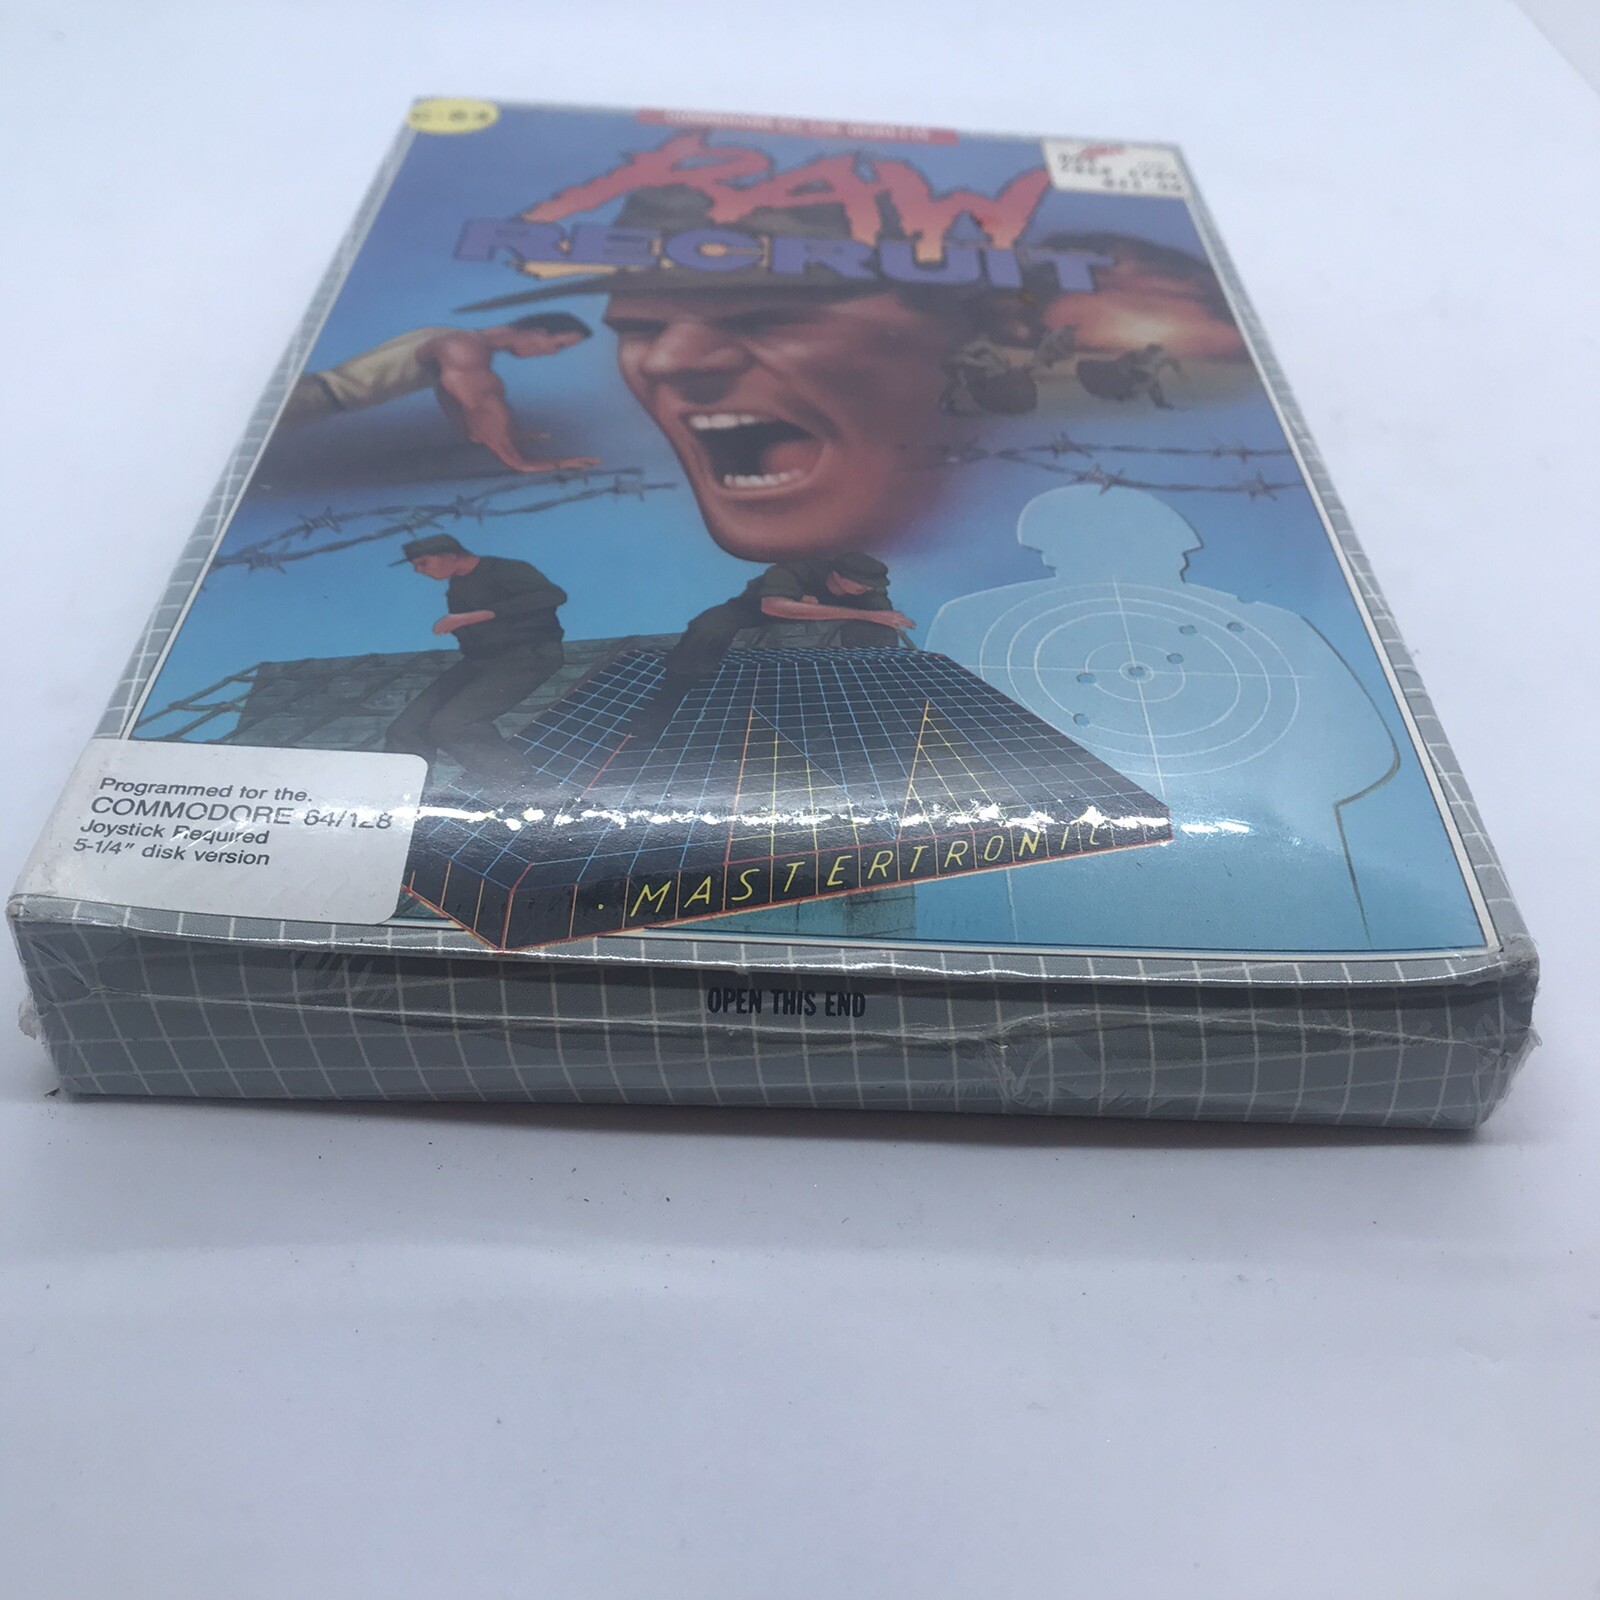 C-64
RAW
RECRUIT
Programmed for the.
COMMODORE 64/128
Joystick Required
5-1/4" disk version
· MASTERTRONIC
OPEN THIS END